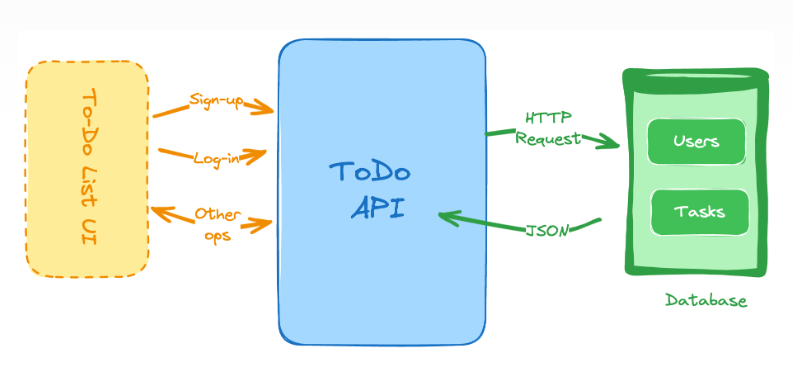 To-Do List UI
Sign-up
Log-in
Other
ops
ToDo
API
HTTP
Request
JSON
Users
Tasks
Database